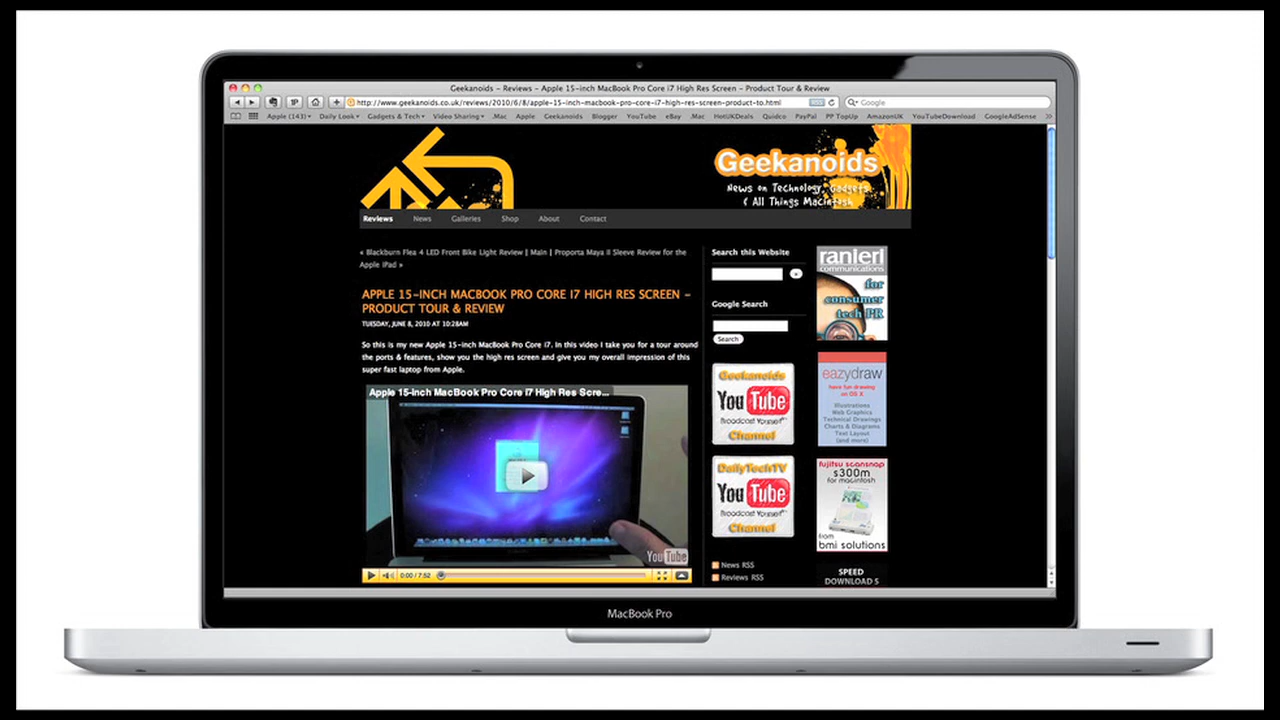 Geekanoids - Reviews - Apple 15-inch MacBook Pro Core i7 High Res Screen - Product Tour & Review
http://www.geekanoids.co.uk/reviews/2010/6/8/apple-15-inch-macbook-pro-core-i7-high-res-screen-product-to.html
RSS
Google
Apple (143) Daily Look Gadgets & Tech Video Sharing .Mac Apple Geekanoids Blogger YouTube eBay .Mac HotUKDeals Quidco PayPal PP TopUp AmazonUK YouTubeDownload GoogleAdSense
Geekanoids
News on Technology, Gadgets
& All Things Macintosh
Reviews News Galleries Shop About Contact
« Blackburn Flea 4 LED Front Bike Light Review | Main | Proporta Maya II Sleeve Review for the
Apple iPad »
APPLE 15-INCH MACBOOK PRO CORE I7 HIGH RES SCREEN -
PRODUCT TOUR & REVIEW
TUESDAY, JUNE 8, 2010 AT 10:28AM
So this is my new Apple 15-inch MacBook Pro Core i7. In this video I take you for a tour around
the ports & features, show you the high res screen and give you my overall impression of this
super fast laptop from Apple.
Apple 15-inch MacBook Pro Core i7 High Res Scre...
YouTube
0:00 / 7:52
Search this Website
Google Search
Search
Geekanoids
YouTube
Broadcast Yourself
Channel
DailyTechTV
YouTube
Broadcast Yourself
Channel
News RSS
Reviews RSS
ranieri
communications
for
consumer
tech PR
eazydraw
have fun drawing
on OS X
Illustrations
Web Graphics
Technical Drawings
Charts & Diagrams
Text Layout
(and more)
fujitsu scansnap
s300m
for macintosh
from
bmi solutions
SPEED
DOWNLOAD 5
MacBook Pro